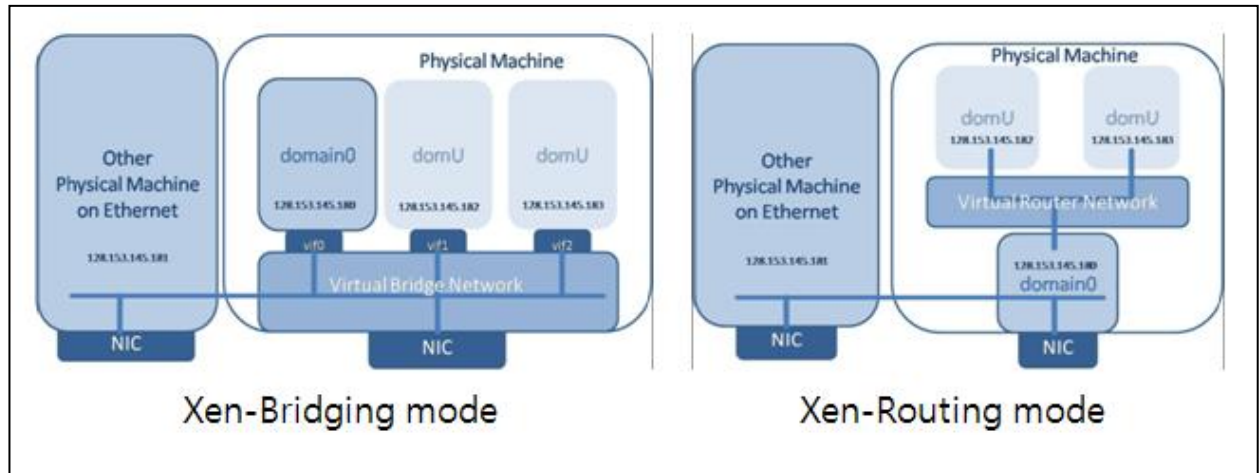 Physical Machine
Other
Physical Machine
on Ethernet
128.153.145.181
domain0
128.153.145.180
domU
128.153.145.182
domU
128.153.145.183
vif0
vif1
vif2
Virtual Bridge Network
NIC
NIC
Xen-Bridging mode
Physical Machine
Other
Physical Machine
on Ethernet
128.153.145.181
domU
128.153.145.182
domU
128.153.145.183
Virtual Router Network
128.153.145.180
domain0
NIC
NIC
Xen-Routing mode